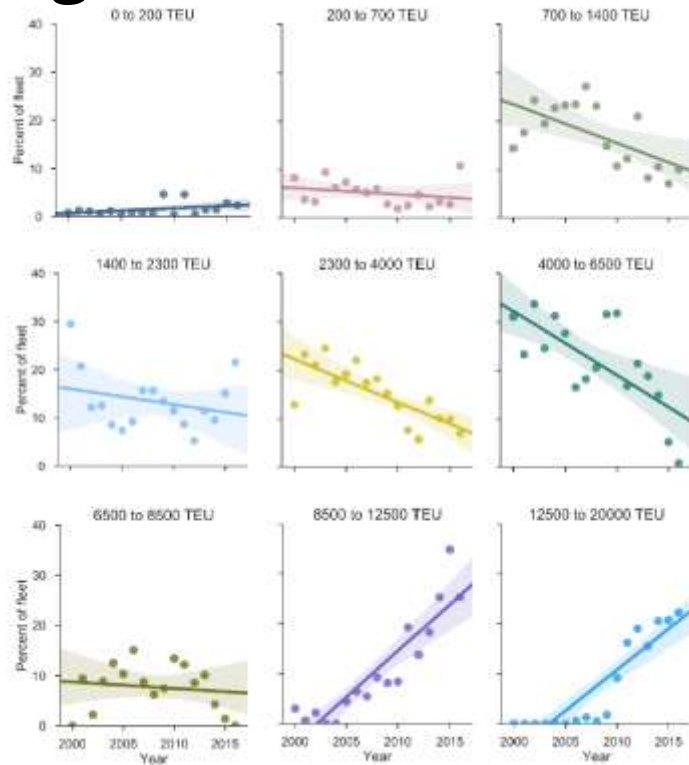 0 to 200 TEU
200 to 700 TEU
700 to 1400 TEU
Percent of fleet
40
30
20
10
0
1400 to 2300 TEU
2300 to 4000 TEU
4000 to 6500 TEU
Percent of fleet
40
30
20
10
0
6500 to 8500 TEU
8500 to 12500 TEU
12500 to 20000 TEU
Percent of fleet
40
30
20
10
0
2000 2005 2010 2015
Year
2000 2005 2010 2015
Year
2000 2005 2010 2015
Year